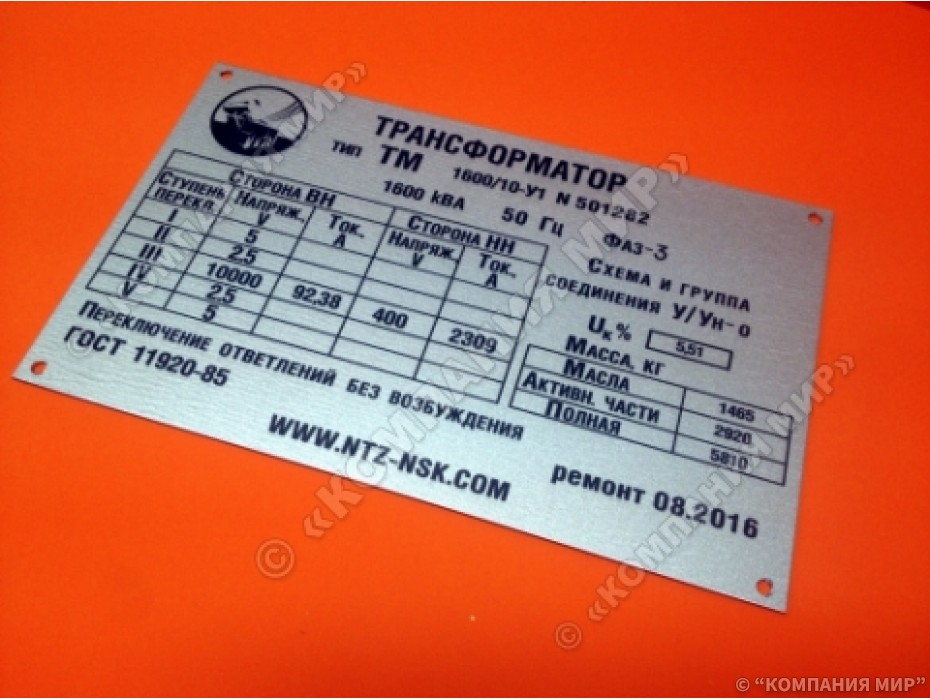 ТРАНСФОРМАТОР
ТИП ТМ 1600/10-У1 N 501282
1600 kВА 50 Гц ФАЗ-3
СТУПЕНЬ ПЕРЕКЛ. СТОРОНА ВН СТОРОНА НН
НАПРЯЖ. V ТОК. А НАПРЯЖ. V ТОК. А
I 5
II 2,5
III 10000 92,38 400 2309
IV 2,5
V 5
СХЕМА И ГРУППА
СОЕДИНЕНИЯ У/Ун-0
Uк % 5,51
МАССА, КГ
МАСЛА 1465
АКТИВН. ЧАСТИ 2920
ПОЛНАЯ 5810
ПЕРЕКЛЮЧЕНИЕ ОТВЕТЛЕНИЙ БЕЗ ВОЗБУЖДЕНИЯ
ГОСТ 11920-85
WWW.NTZ-NSK.COM
ремонт 08.2016
© «КОМПАНИЯ МИР»
© «КОМПАНИЯ МИР»
© «КОМПАНИЯ МИР»
© “КОМПАНИЯ МИР”